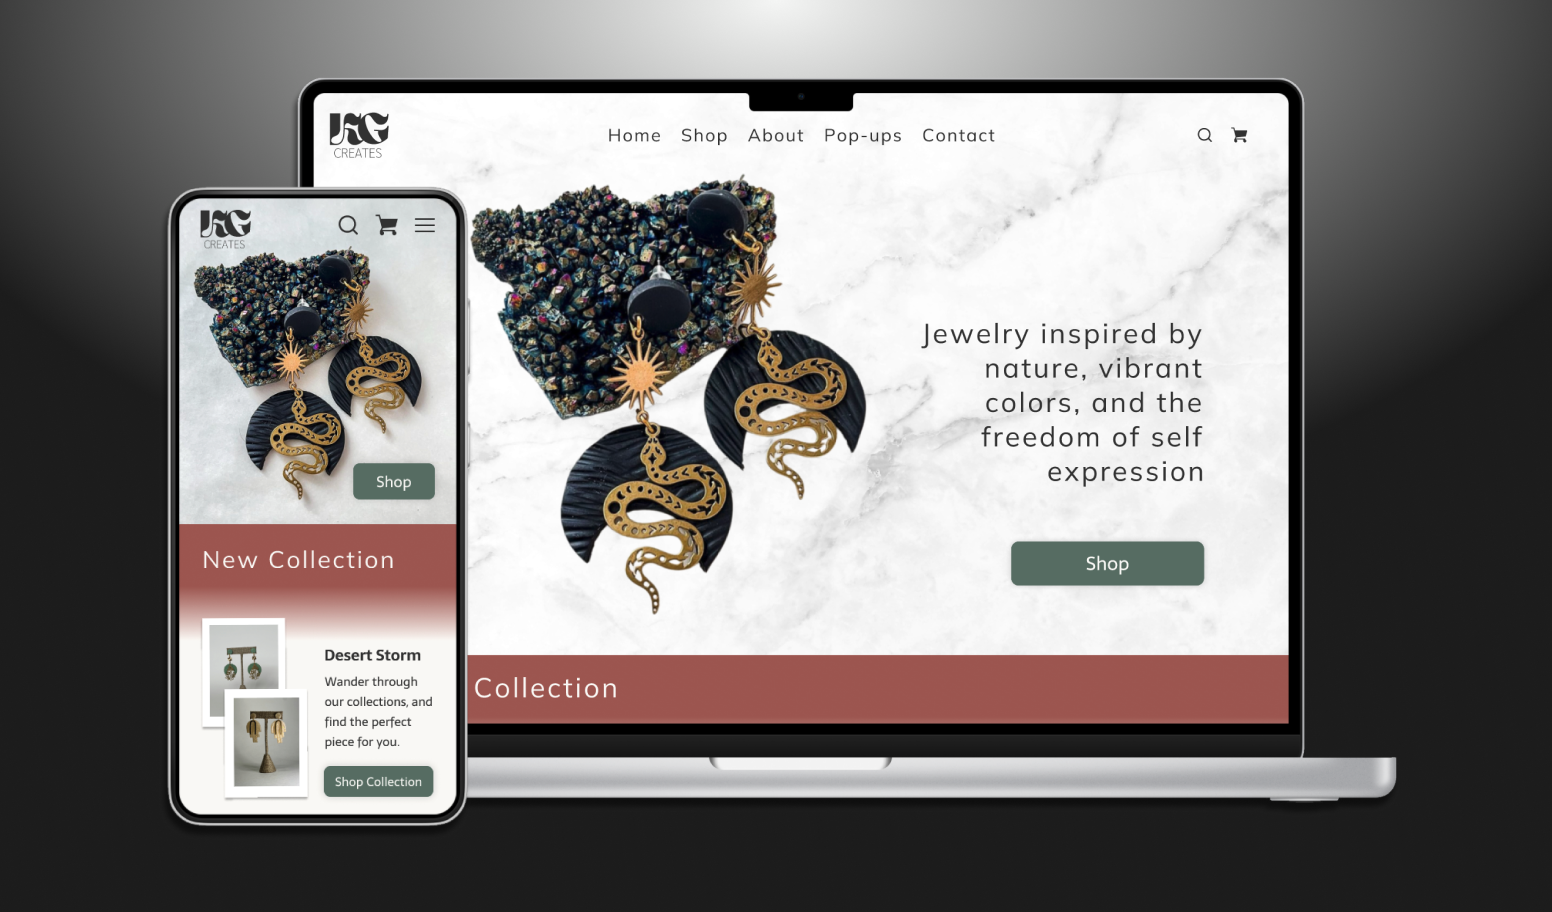 CREATES
Home Shop About Pop-ups Contact
Jewelry inspired by
nature, vibrant
colors, and the
freedom of self
expression
Shop
Collection
CREATES
Shop
New Collection
Desert Storm
Wander through
our collections, and
find the perfect
piece for you.
Shop Collection